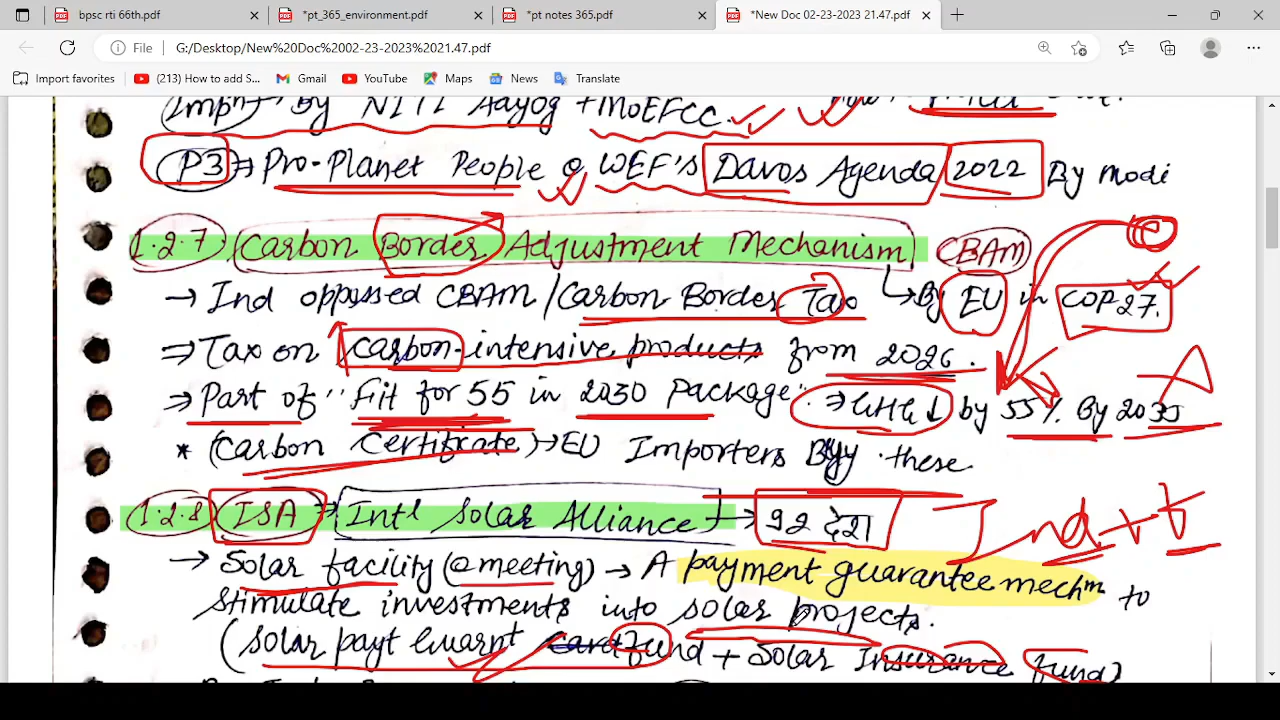 bpsc rti 66th.pdf
*pt_365_environment.pdf
*pt notes 365.pdf
*New Doc 02-23-2023 21.47.pdf
File
G:/Desktop/New%20Doc%2002-23-2023%2021.47.pdf
Import favorites
(213) How to add S...
Gmail
YouTube
Maps
News
Translate
By NITI Aayog + MoEFCC.
P3 ⇒ Pro-Planet People @ WEF's Davos Agenda 2022 By Modi
1.2.7 Carbon Border Adjustment Mechanism CBAM
→ Ind opposed CBAM/Carbon Border Tax ↳ By EU in COP 27.
⇒ Tax on carbon-intensive products from 2026.
⇒ Part of "Fit for 55 in 2030 Package" ⇒ GHG↓ by 55% By 2030
* (Carbon Certificate) → EU Importers Byy these
1.2.8 ISA ⇒ Intl Solar Alliance → 92 देश
Ind + t
→ Solar facility (@meeting) → A payment guarantee mechm to
stimulate investments into solar projects.
(Solar payt Guarnt fund + Solar Insurance fund)